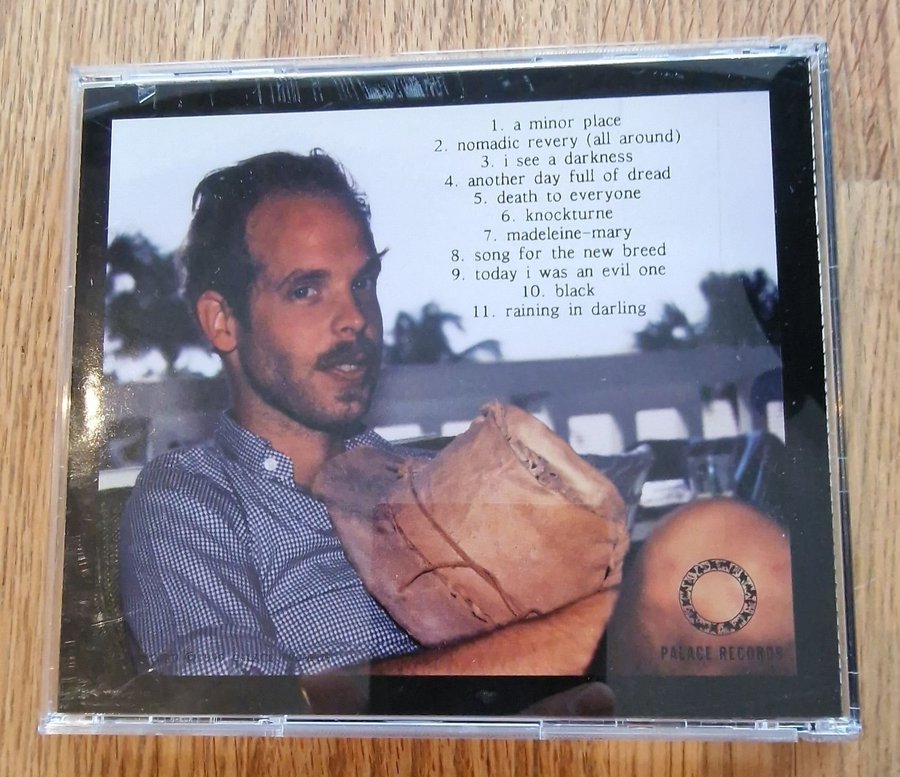 1. a minor place
2. nomadic revery (all around)
3. i see a darkness
4. another day full of dread
5. death to everyone
6. knockturne
7. madeleine-mary
8. song for the new breed
9. today i was an evil one
10. black
11. raining in darling
PALACE RECORDS